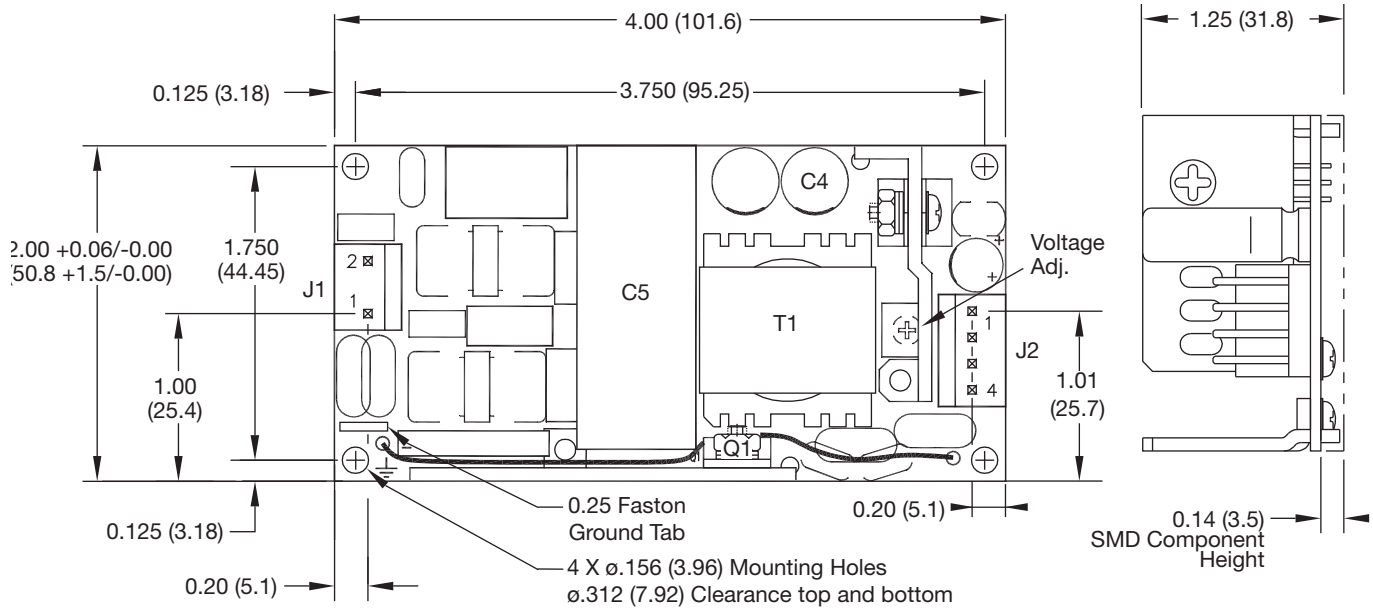 4.00 (101.6)
1.25 (31.8)
0.125 (3.18)
3.750 (95.25)
C4
2.00 +0.06/-0.00
(50.8 +1.5/-0.00)
1.750
(44.45)
Voltage
Adj.
2
J1
1
C5
T1
+
+
1
J2
4
1.00
(25.4)
1.01
(25.7)
Q1
0.25 Faston
Ground Tab
0.20 (5.1)
0.125 (3.18)
0.14 (3.5)
SMD Component
Height
4 X ø.156 (3.96) Mounting Holes
0.20 (5.1)
ø.312 (7.92) Clearance top and bottom